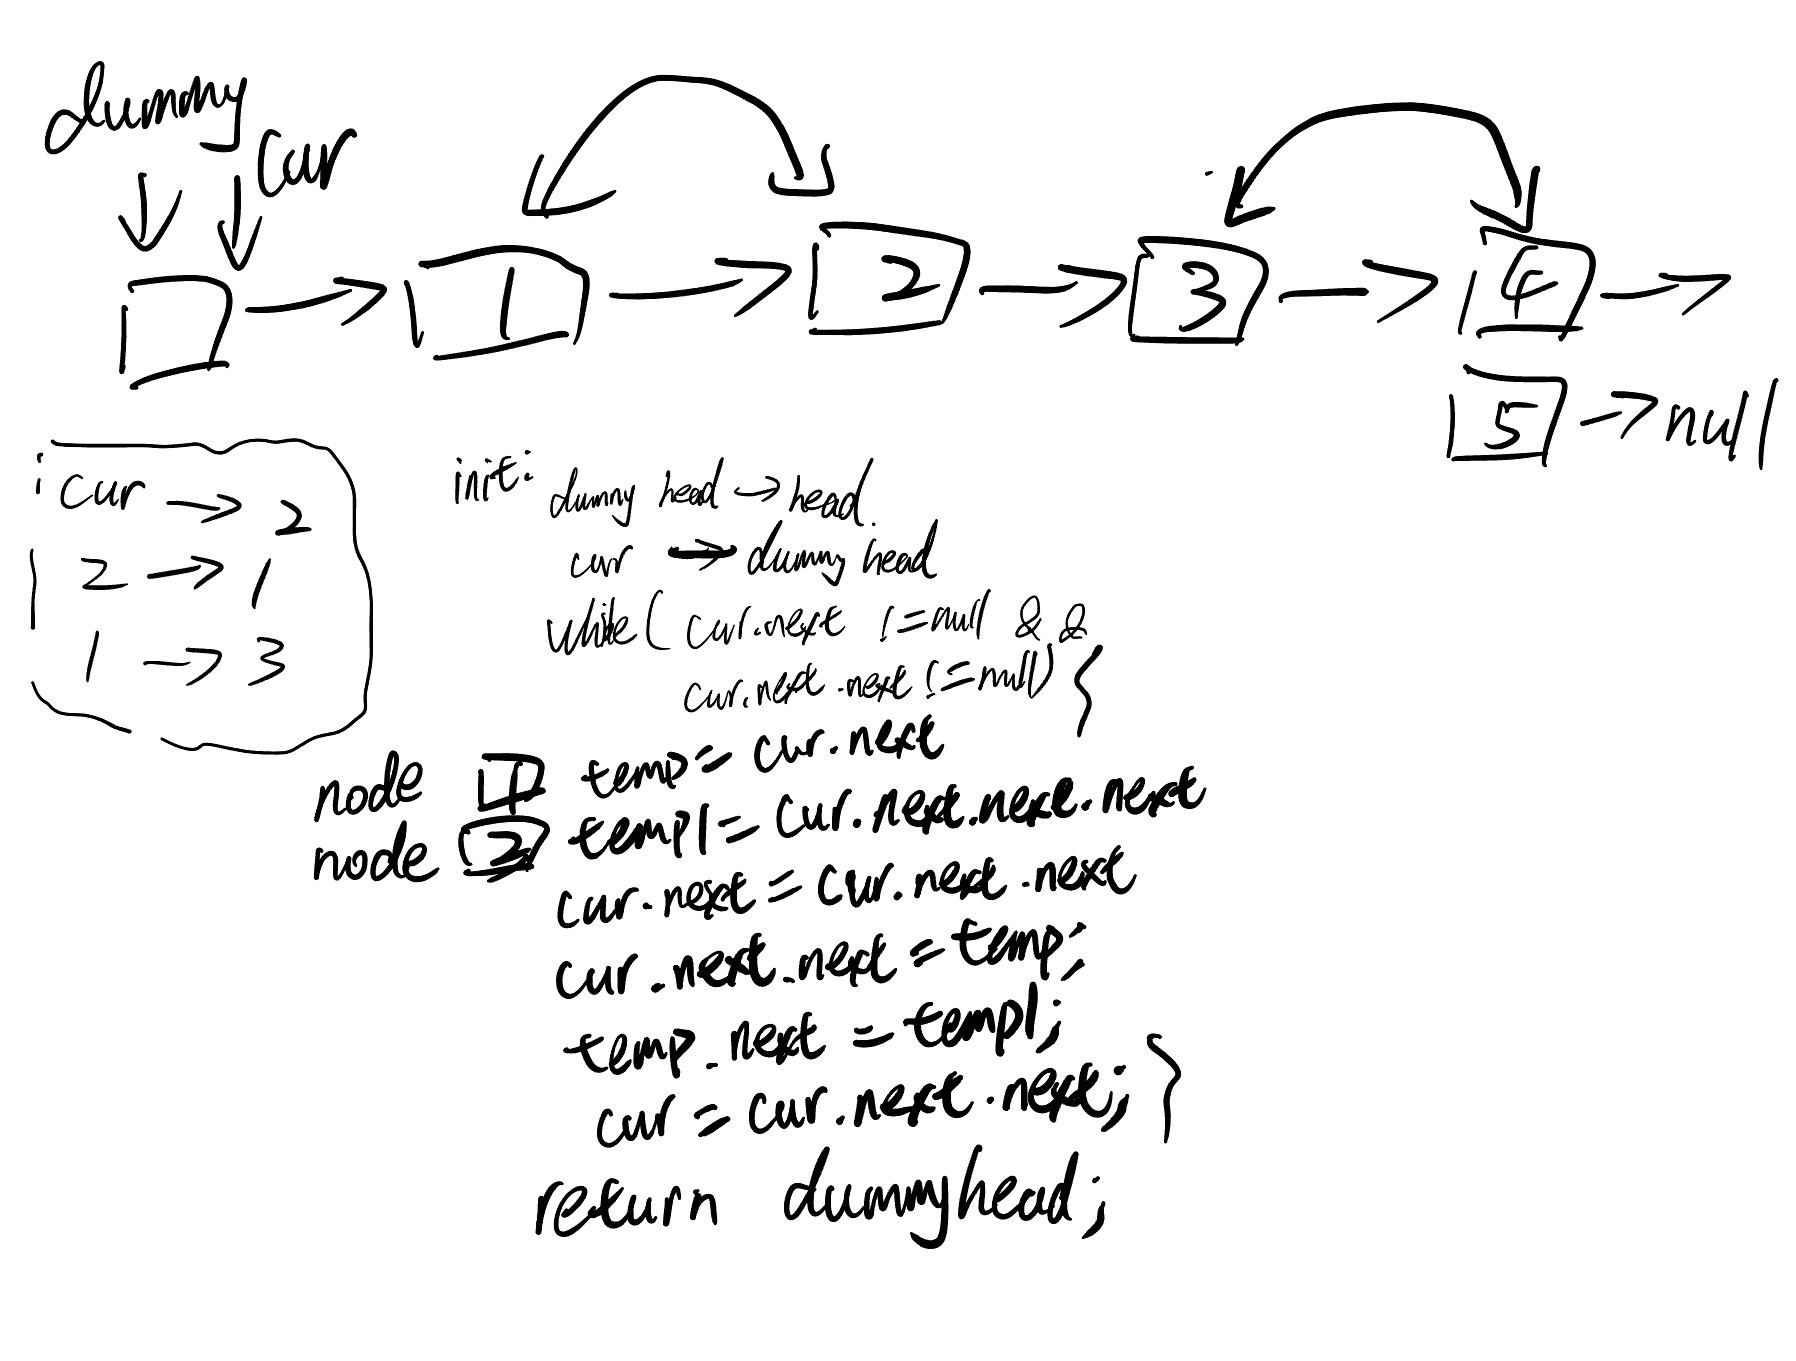 dummy
cur
1 2 3 4
5 → null
cur → 2
2 → 1
1 → 3
init: dummy head → head.
cur → dummy head
while( cur.next !=null &&
cur.next.next !=null) {
node 1 temp = cur.next
node 2 temp1 = cur.next.next.next
cur.next = cur.next.next
cur.next.next = temp;
temp.next = temp1;
cur = cur.next.next; }
return dummyhead;